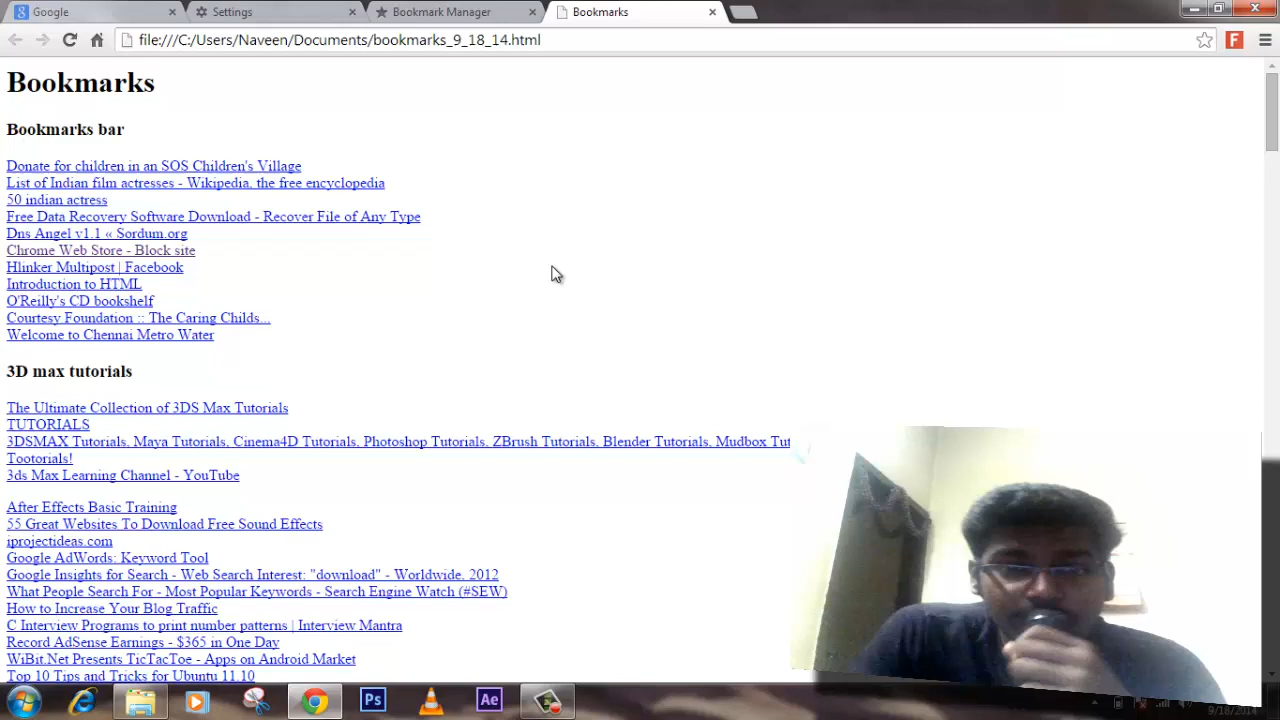 Google
Settings
Bookmark Manager
Bookmarks
file:///C:/Users/Naveen/Documents/bookmarks_9_18_14.html
F
Bookmarks
Bookmarks bar
Donate for children in an SOS Children's Village
List of Indian film actresses - Wikipedia, the free encyclopedia
50 indian actress
Free Data Recovery Software Download - Recover File of Any Type
Dns Angel v1.1 « Sordum.org
Chrome Web Store - Block site
Hlinker Multipost | Facebook
Introduction to HTML
O'Reilly's CD bookshelf
Courtesy Foundation :: The Caring Childs...
Welcome to Chennai Metro Water
3D max tutorials
The Ultimate Collection of 3DS Max Tutorials
TUTORIALS
3DSMAX Tutorials, Maya Tutorials, Cinema4D Tutorials, Photoshop Tutorials, ZBrush Tutorials, Blender Tutorials, Mudbox Tut
Tootorials!
3ds Max Learning Channel - YouTube
After Effects Basic Training
55 Great Websites To Download Free Sound Effects
iprojectideas.com
Google AdWords: Keyword Tool
Google Insights for Search - Web Search Interest: "download" - Worldwide, 2012
What People Search For - Most Popular Keywords - Search Engine Watch (#SEW)
How to Increase Your Blog Traffic
C Interview Programs to print number patterns | Interview Mantra
Record AdSense Earnings - $365 in One Day
WiBit.Net Presents TicTacToe - Apps on Android Market
Top 10 Tips and Tricks for Ubuntu 11.10
Ps
Ae
9/18/2014